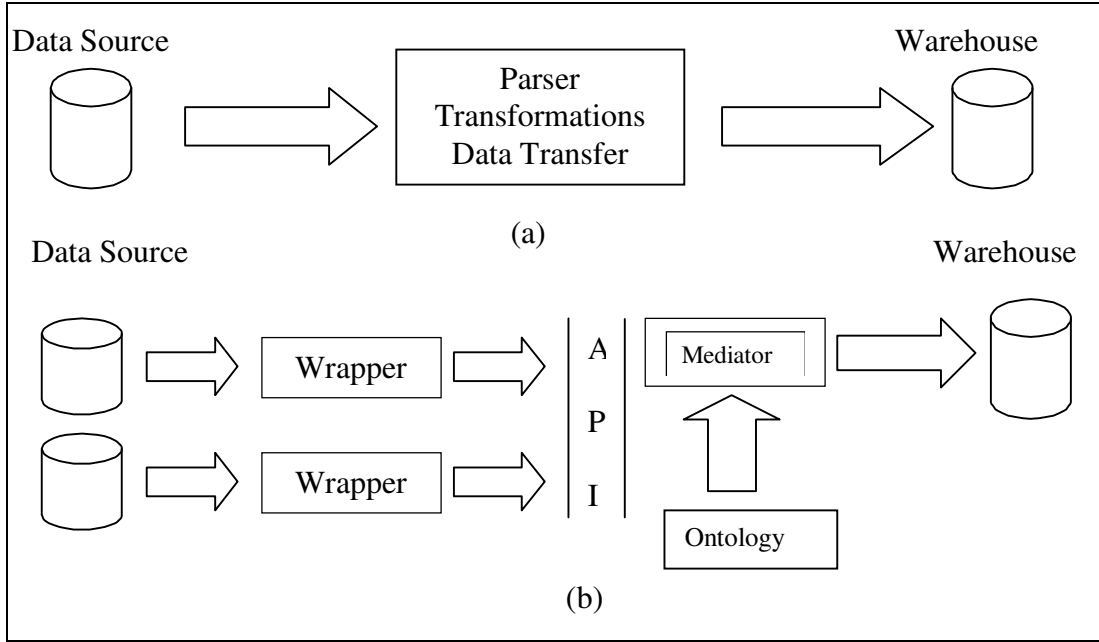 Data Source
Warehouse
Parser
Transformations
Data Transfer
(a)
Data Source
Warehouse
Wrapper
A
Mediator
P
Wrapper
I
Ontology
(b)